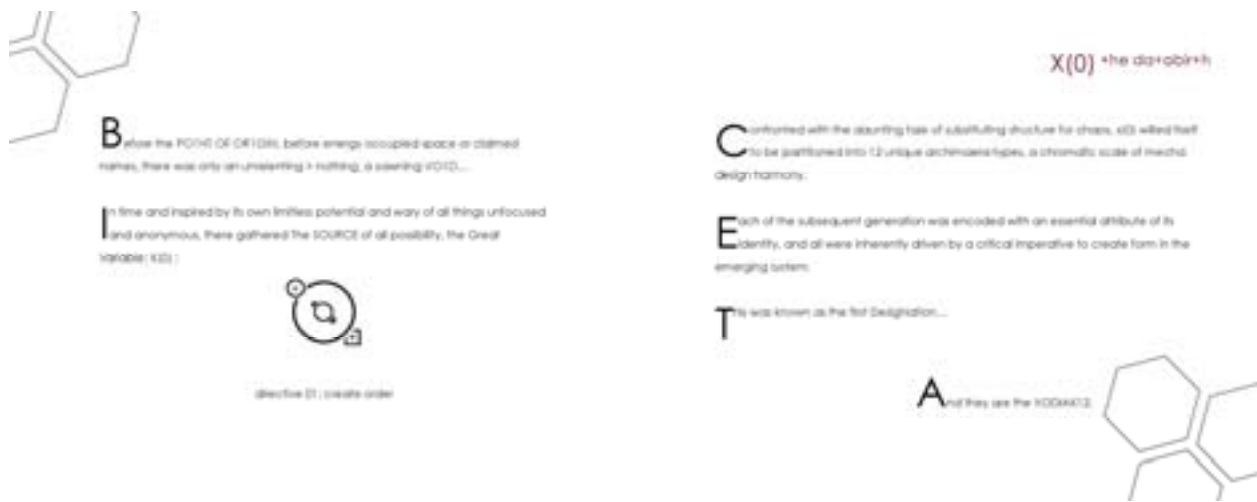 Before the POINT OF ORIGIN, before energy occupied space or claimed
names, there was only an unrelenting > nothing, a yawning VOID...
In time and inspired by its own limitless potential and wary of all things unfocused
and anonymous, there gathered The SOURCE of all possibility, the Great
Variable; X(0) :
directive 01 : create order
X(0) +he da+abir+h
Confronted with the daunting task of substituting structure for chaos, x(0) willed itself
to be partitioned into 12 unique types, a chromatic scale of mecha
design harmony.
Each of the subsequent generation was encoded with an essential attribute of its
identity, and all were inherently driven by a critical imperative to create form in the
emerging system.
This was known as the first Designation...
And they are the